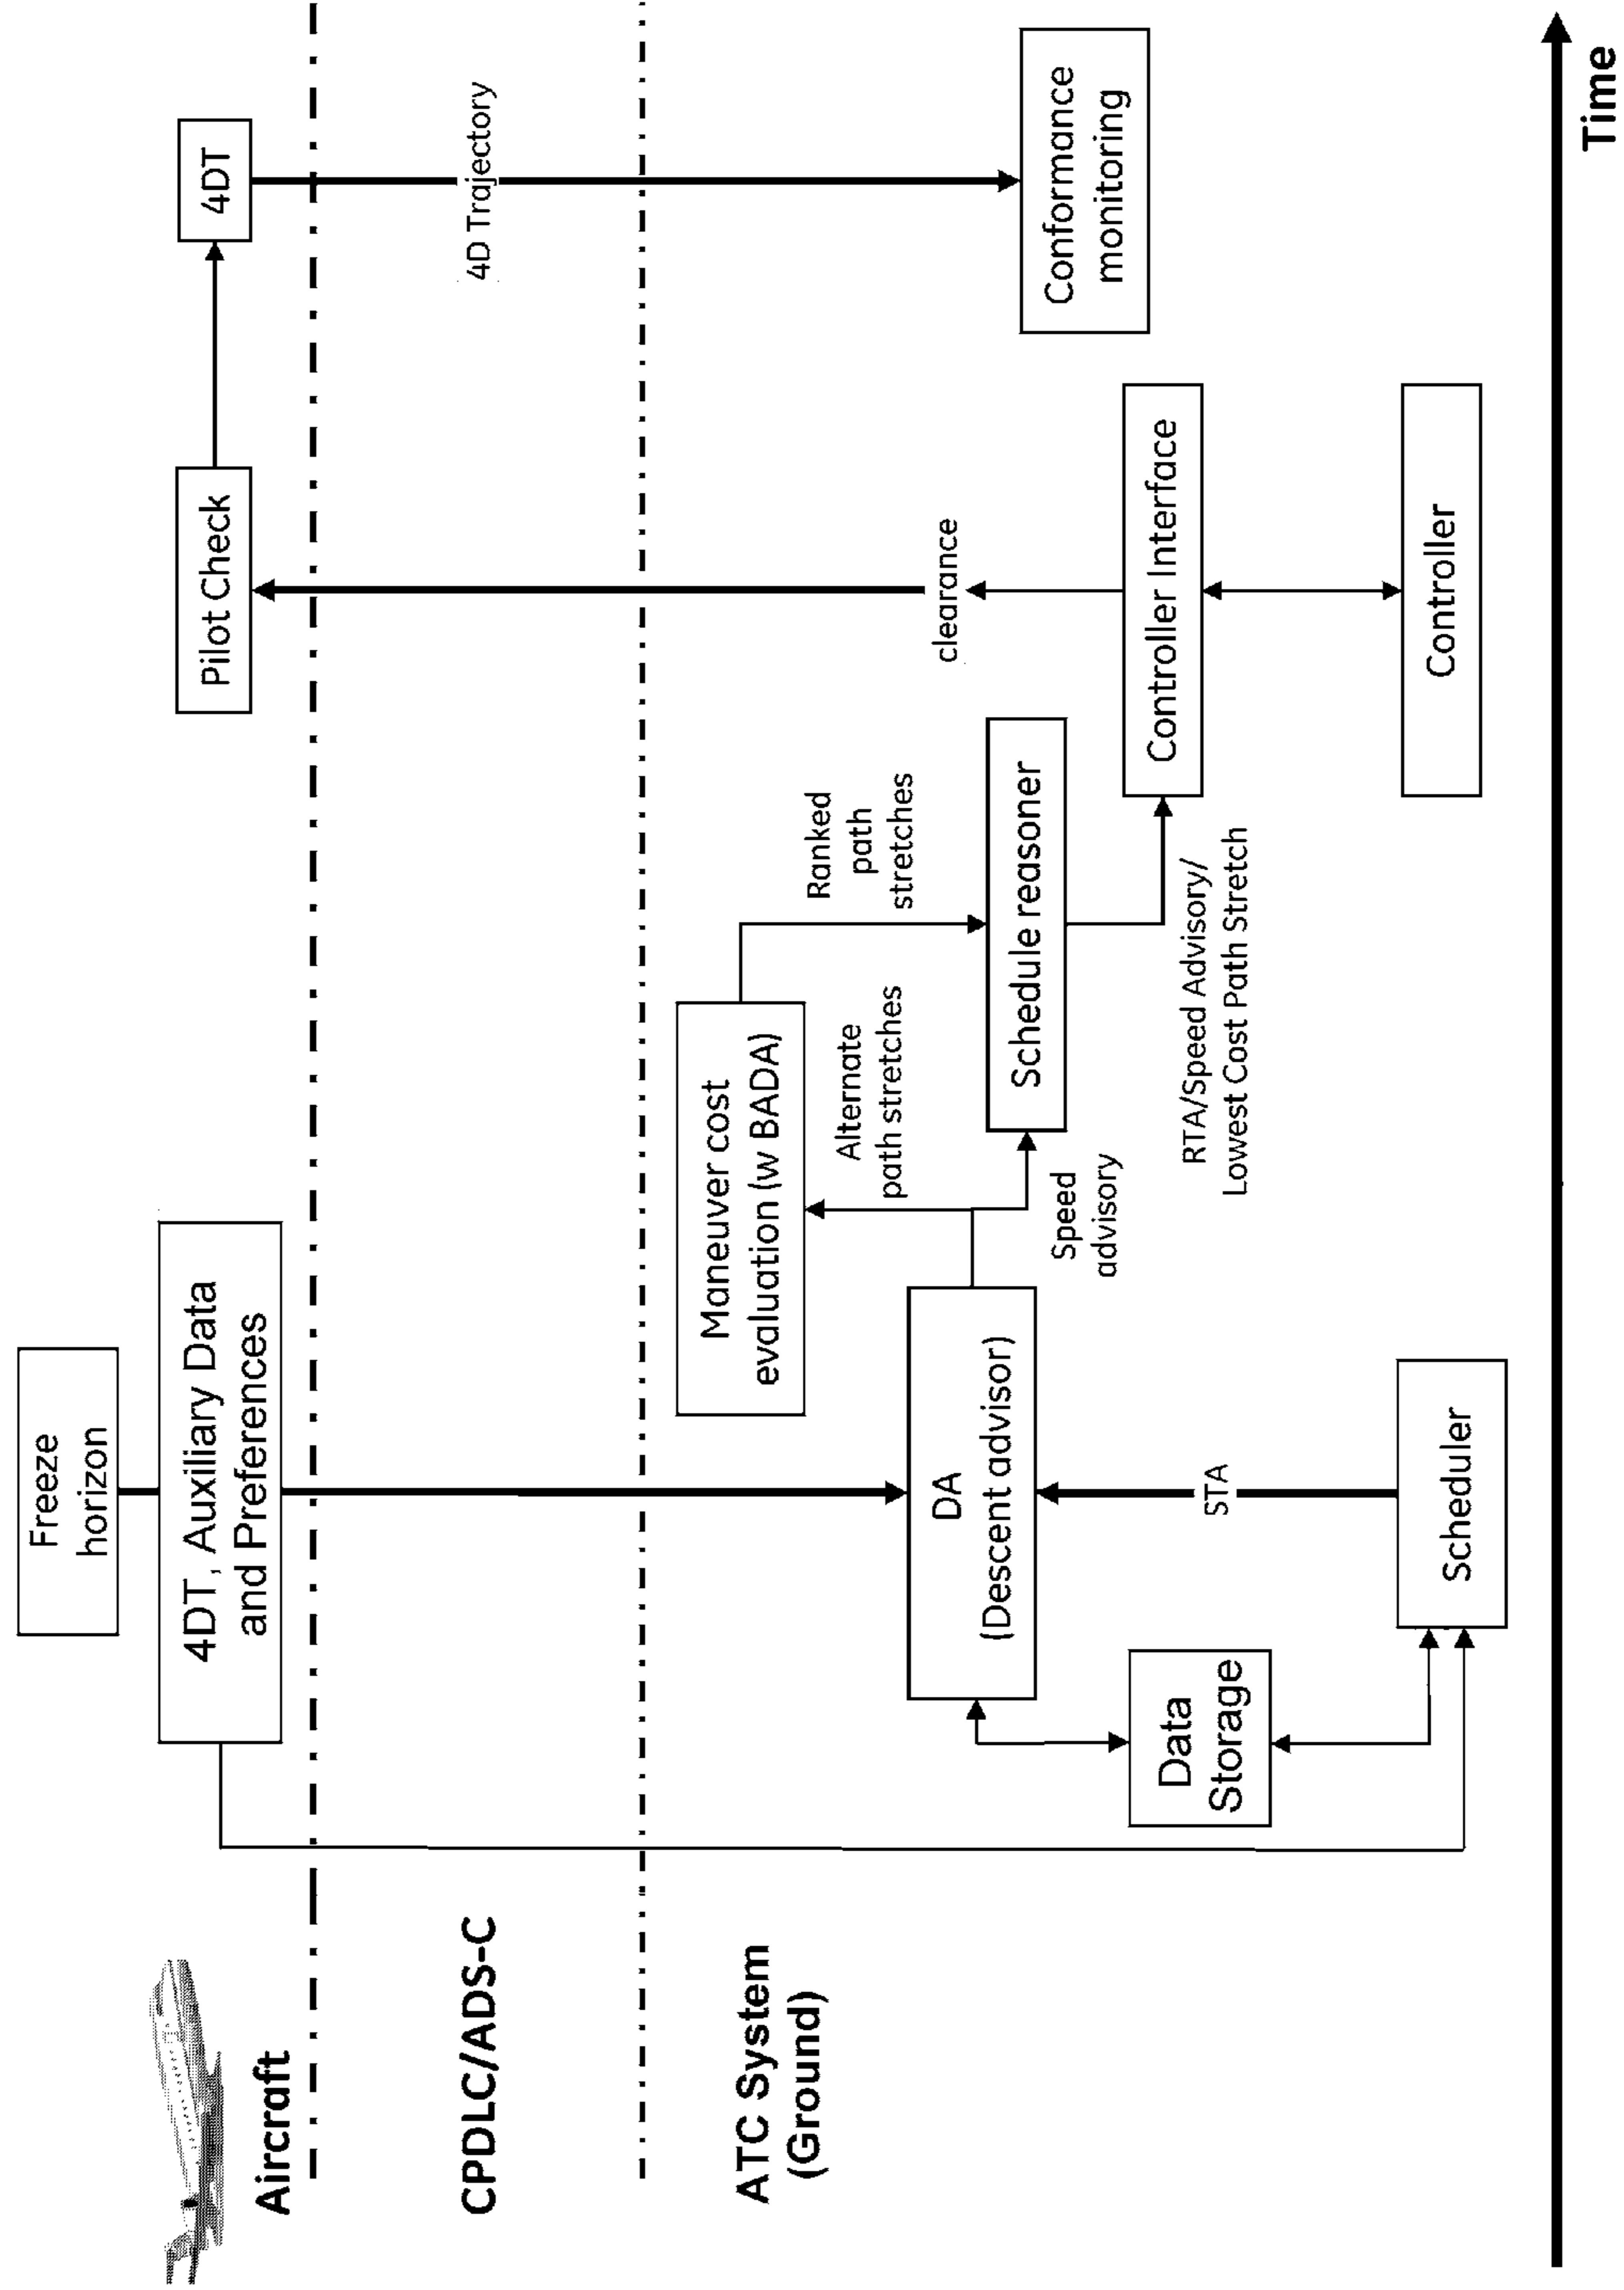 Freeze
horizon
4DT, Auxiliary Data
and Preferences
Pilot Check
4DT
Aircraft
CPDLC/ADS-C
4D Trajectory
ATC System
(Ground)
Maneuver cost
evaluation (w BADA)
Ranked
path
stretches
Alternate
path stretches
clearance
DA
(Descent advisor)
Schedule reasoner
Conformance
monitoring
Speed
advisory
Data
Storage
STA
Controller Interface
RTA/Speed Advisory/
Lowest Cost Path Stretch
Scheduler
Controller
Time